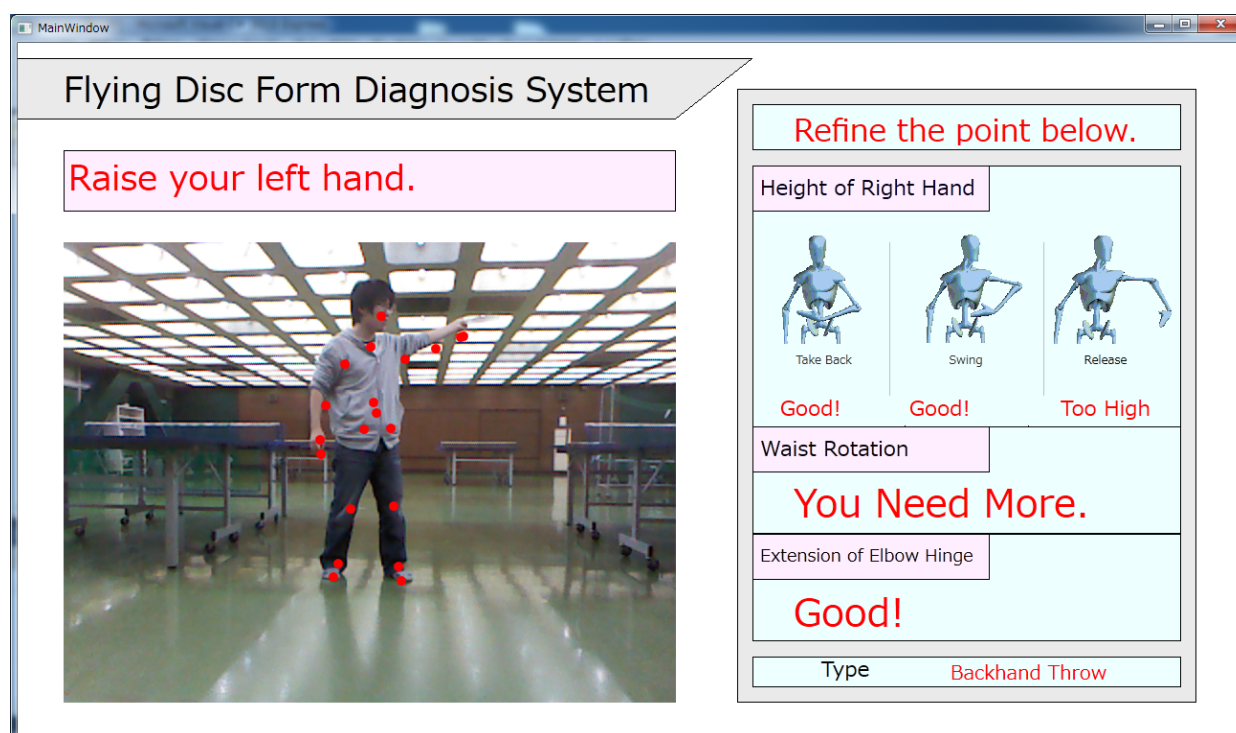 MainWindow
Flying Disc Form Diagnosis System
Raise your left hand.
Refine the point below.
Height of Right Hand
Take Back
Swing
Release
Good!
Good!
Too High
Waist Rotation
You Need More.
Extension of Elbow Hinge
Good!
Type
Backhand Throw